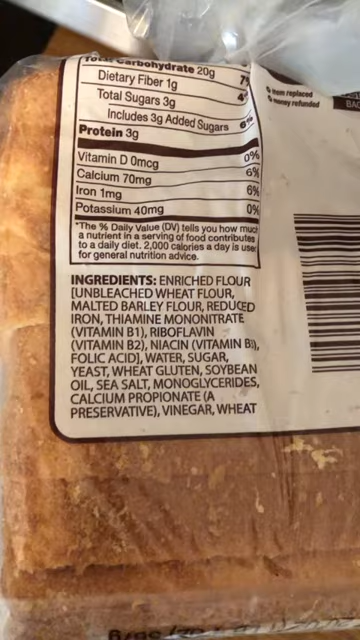 Total Carbohydrate 20g 7%
Dietary Fiber 1g 4%
Total Sugars 3g
Includes 3g Added Sugars 6%
Protein 3g
Vitamin D 0mcg 0%
Calcium 70mg 6%
Iron 1mg 6%
Potassium 40mg 0%
*The % Daily Value (DV) tells you how much
a nutrient in a serving of food contributes
to a daily diet. 2,000 calories a day is used
for general nutrition advice.
INGREDIENTS: ENRICHED FLOUR
[UNBLEACHED WHEAT FLOUR,
MALTED BARLEY FLOUR, REDUCED
IRON, THIAMINE MONONITRATE
(VITAMIN B1), RIBOFLAVIN
(VITAMIN B2), NIACIN (VITAMIN B3),
FOLIC ACID], WATER, SUGAR,
YEAST, WHEAT GLUTEN, SOYBEAN
OIL, SEA SALT, MONOGLYCERIDES,
CALCIUM PROPIONATE (A
PRESERVATIVE), VINEGAR, WHEAT
item replaced
money refunded